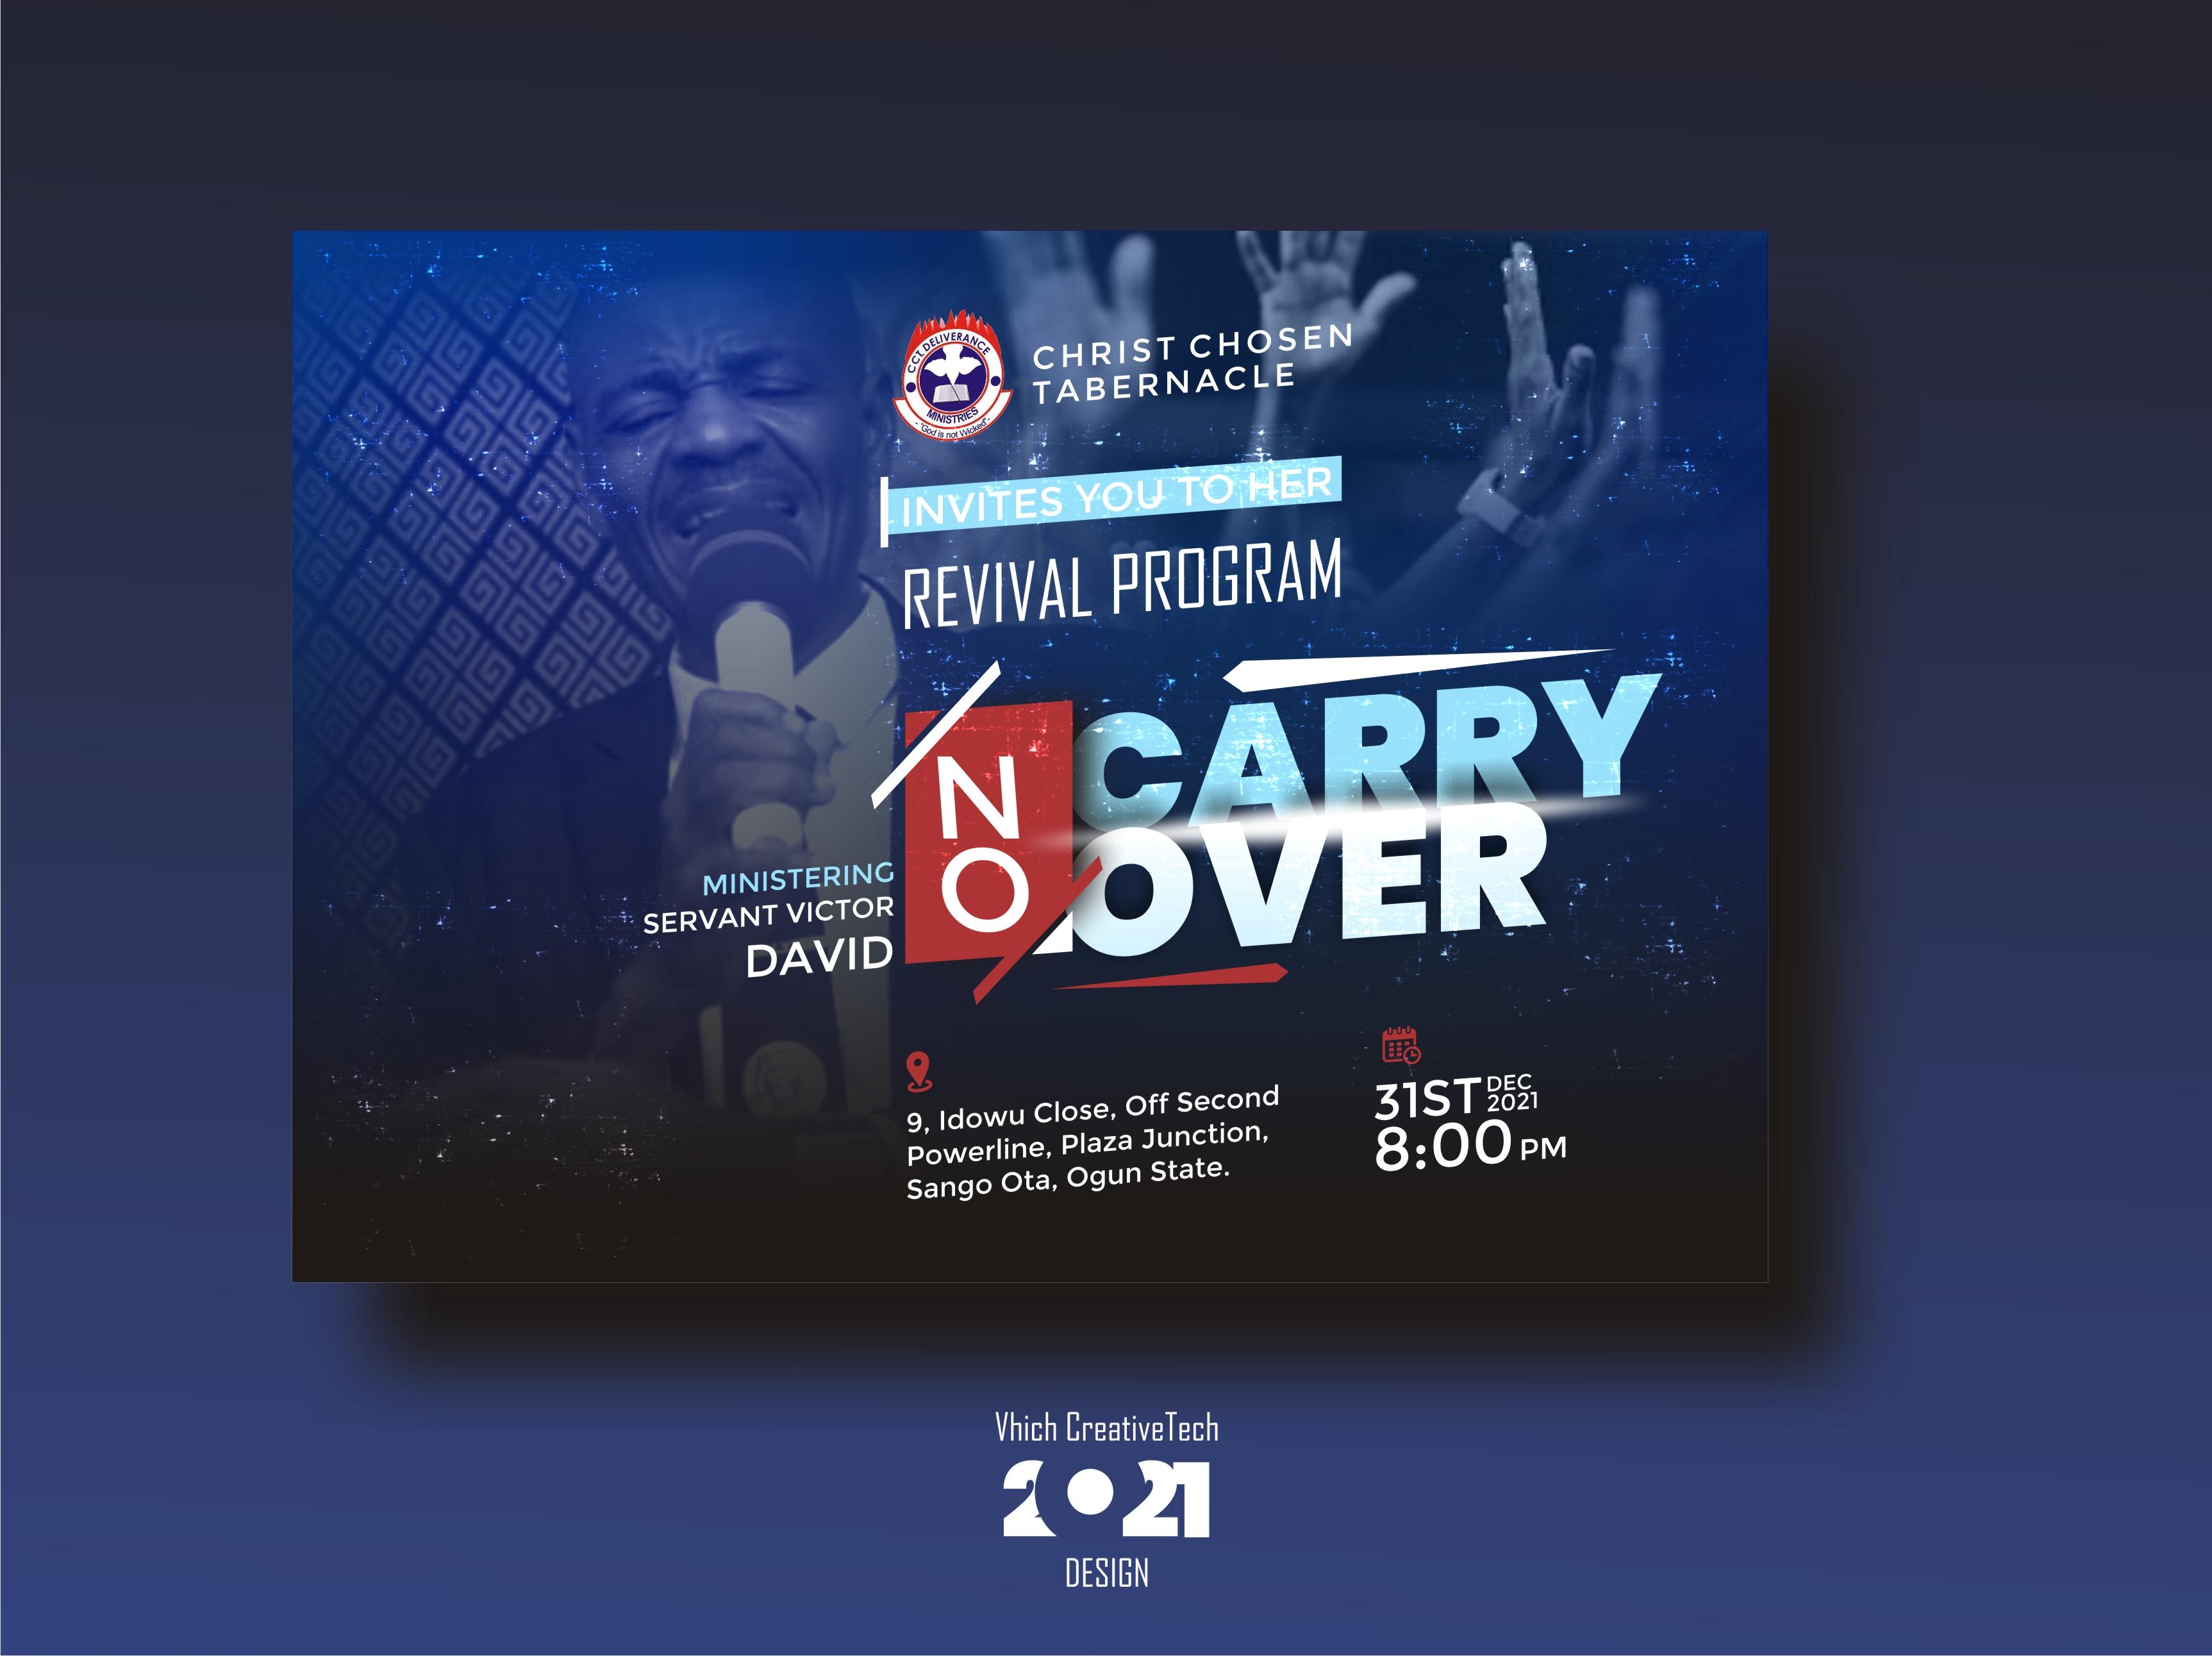 C.C.T. DELIVERANCE
MINISTRIES
- "God is not Wicked" -
CHRIST CHOSEN
TABERNACLE
INVITES YOU TO HER
REVIVAL PROGRAM
NO
CARRY
OVER
MINISTERING
SERVANT VICTOR
DAVID
9, Idowu Close, Off Second
Powerline, Plaza Junction,
Sango Ota, Ogun State.
31ST DEC 2021
8:00 PM
Vhich CreativeTech
2021
DESIGN